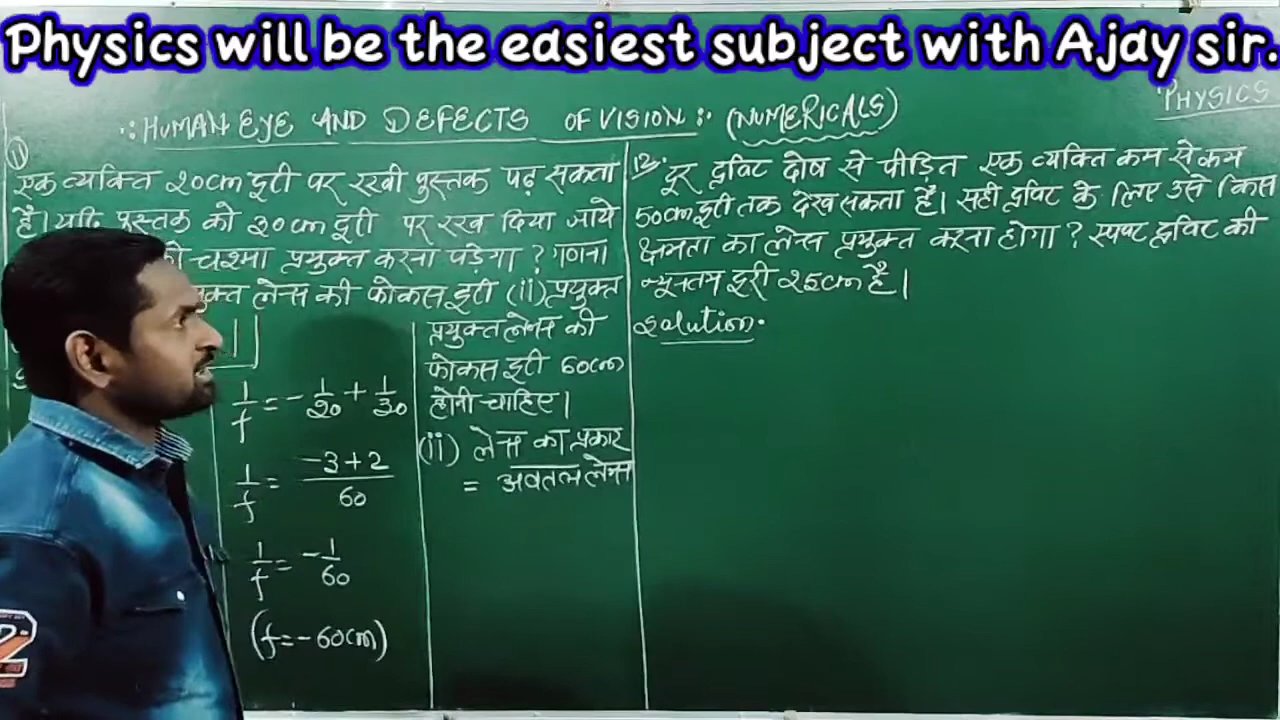 Physics will be the easiest subject with Ajay sir.
PHYSICS
HUMAN EYE AND DEFECTS OF VISION :- (NUMERICALS)
11
एक व्यक्ति 20cm दूरी पर रखी पुस्तक पढ़ सकता
है। यदि पुस्तक को 30cm दूरी पर रख दिया जाये
चश्मा प्रयुक्त करना पड़ेगा ? गणना
लेन्स की फोकस दूरी (ii) प्रयुक्त
1/f = -1/20 + 1/30
1/f = -3+2/60
1/f = -1/60
(f=-60cm)
प्रयुक्त लेन्स की
फोकस दूरी 60cm
होनी चाहिए।
(ii) लेन्स का प्रकार
= अवतल लेन्स
12. दूर दृष्टि दोष से पीड़ित एक व्यक्ति कम से कम
50cm दूरी तक देख सकता है। सही दृष्टि के लिए उसे किस
क्षमता का लेन्स प्रयुक्त करना होगा ? स्पष्ट दृष्टि की
न्यूनतम दूरी 25cm है।
Solution.